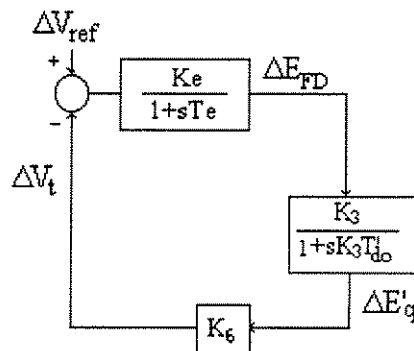 ΔV_ref
+
Ke
1+sTe
ΔE_FD
−
ΔV_t
K_3
1+sK_3T'_do
ΔE'_q
K_6